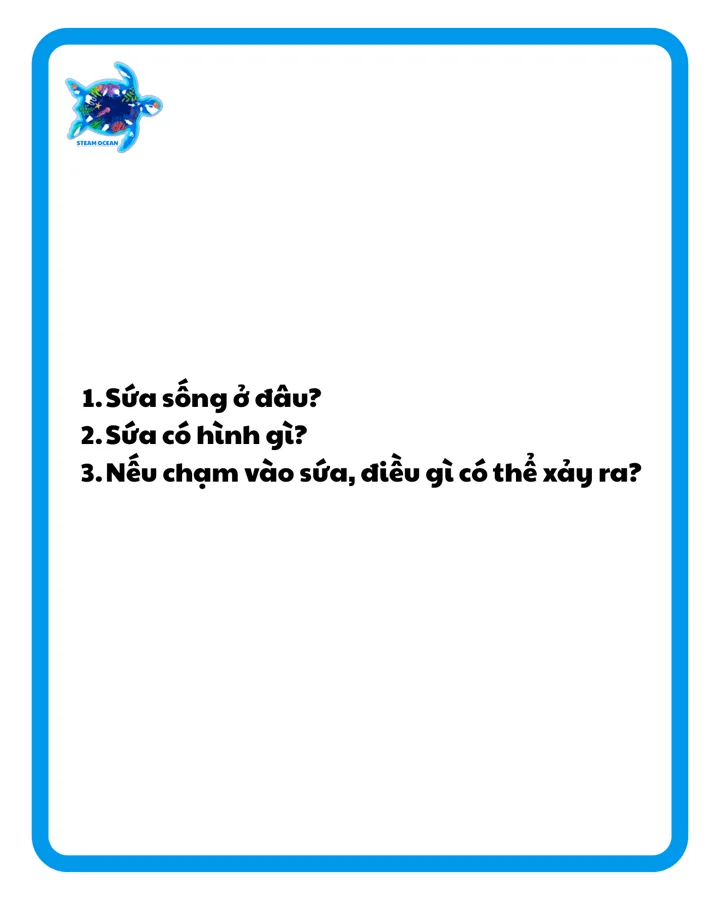 STEAM OCEAN
1. Sứa sống ở đâu?
2. Sứa có hình gì?
3. Nếu chạm vào sứa, điều gì có thể xảy ra?